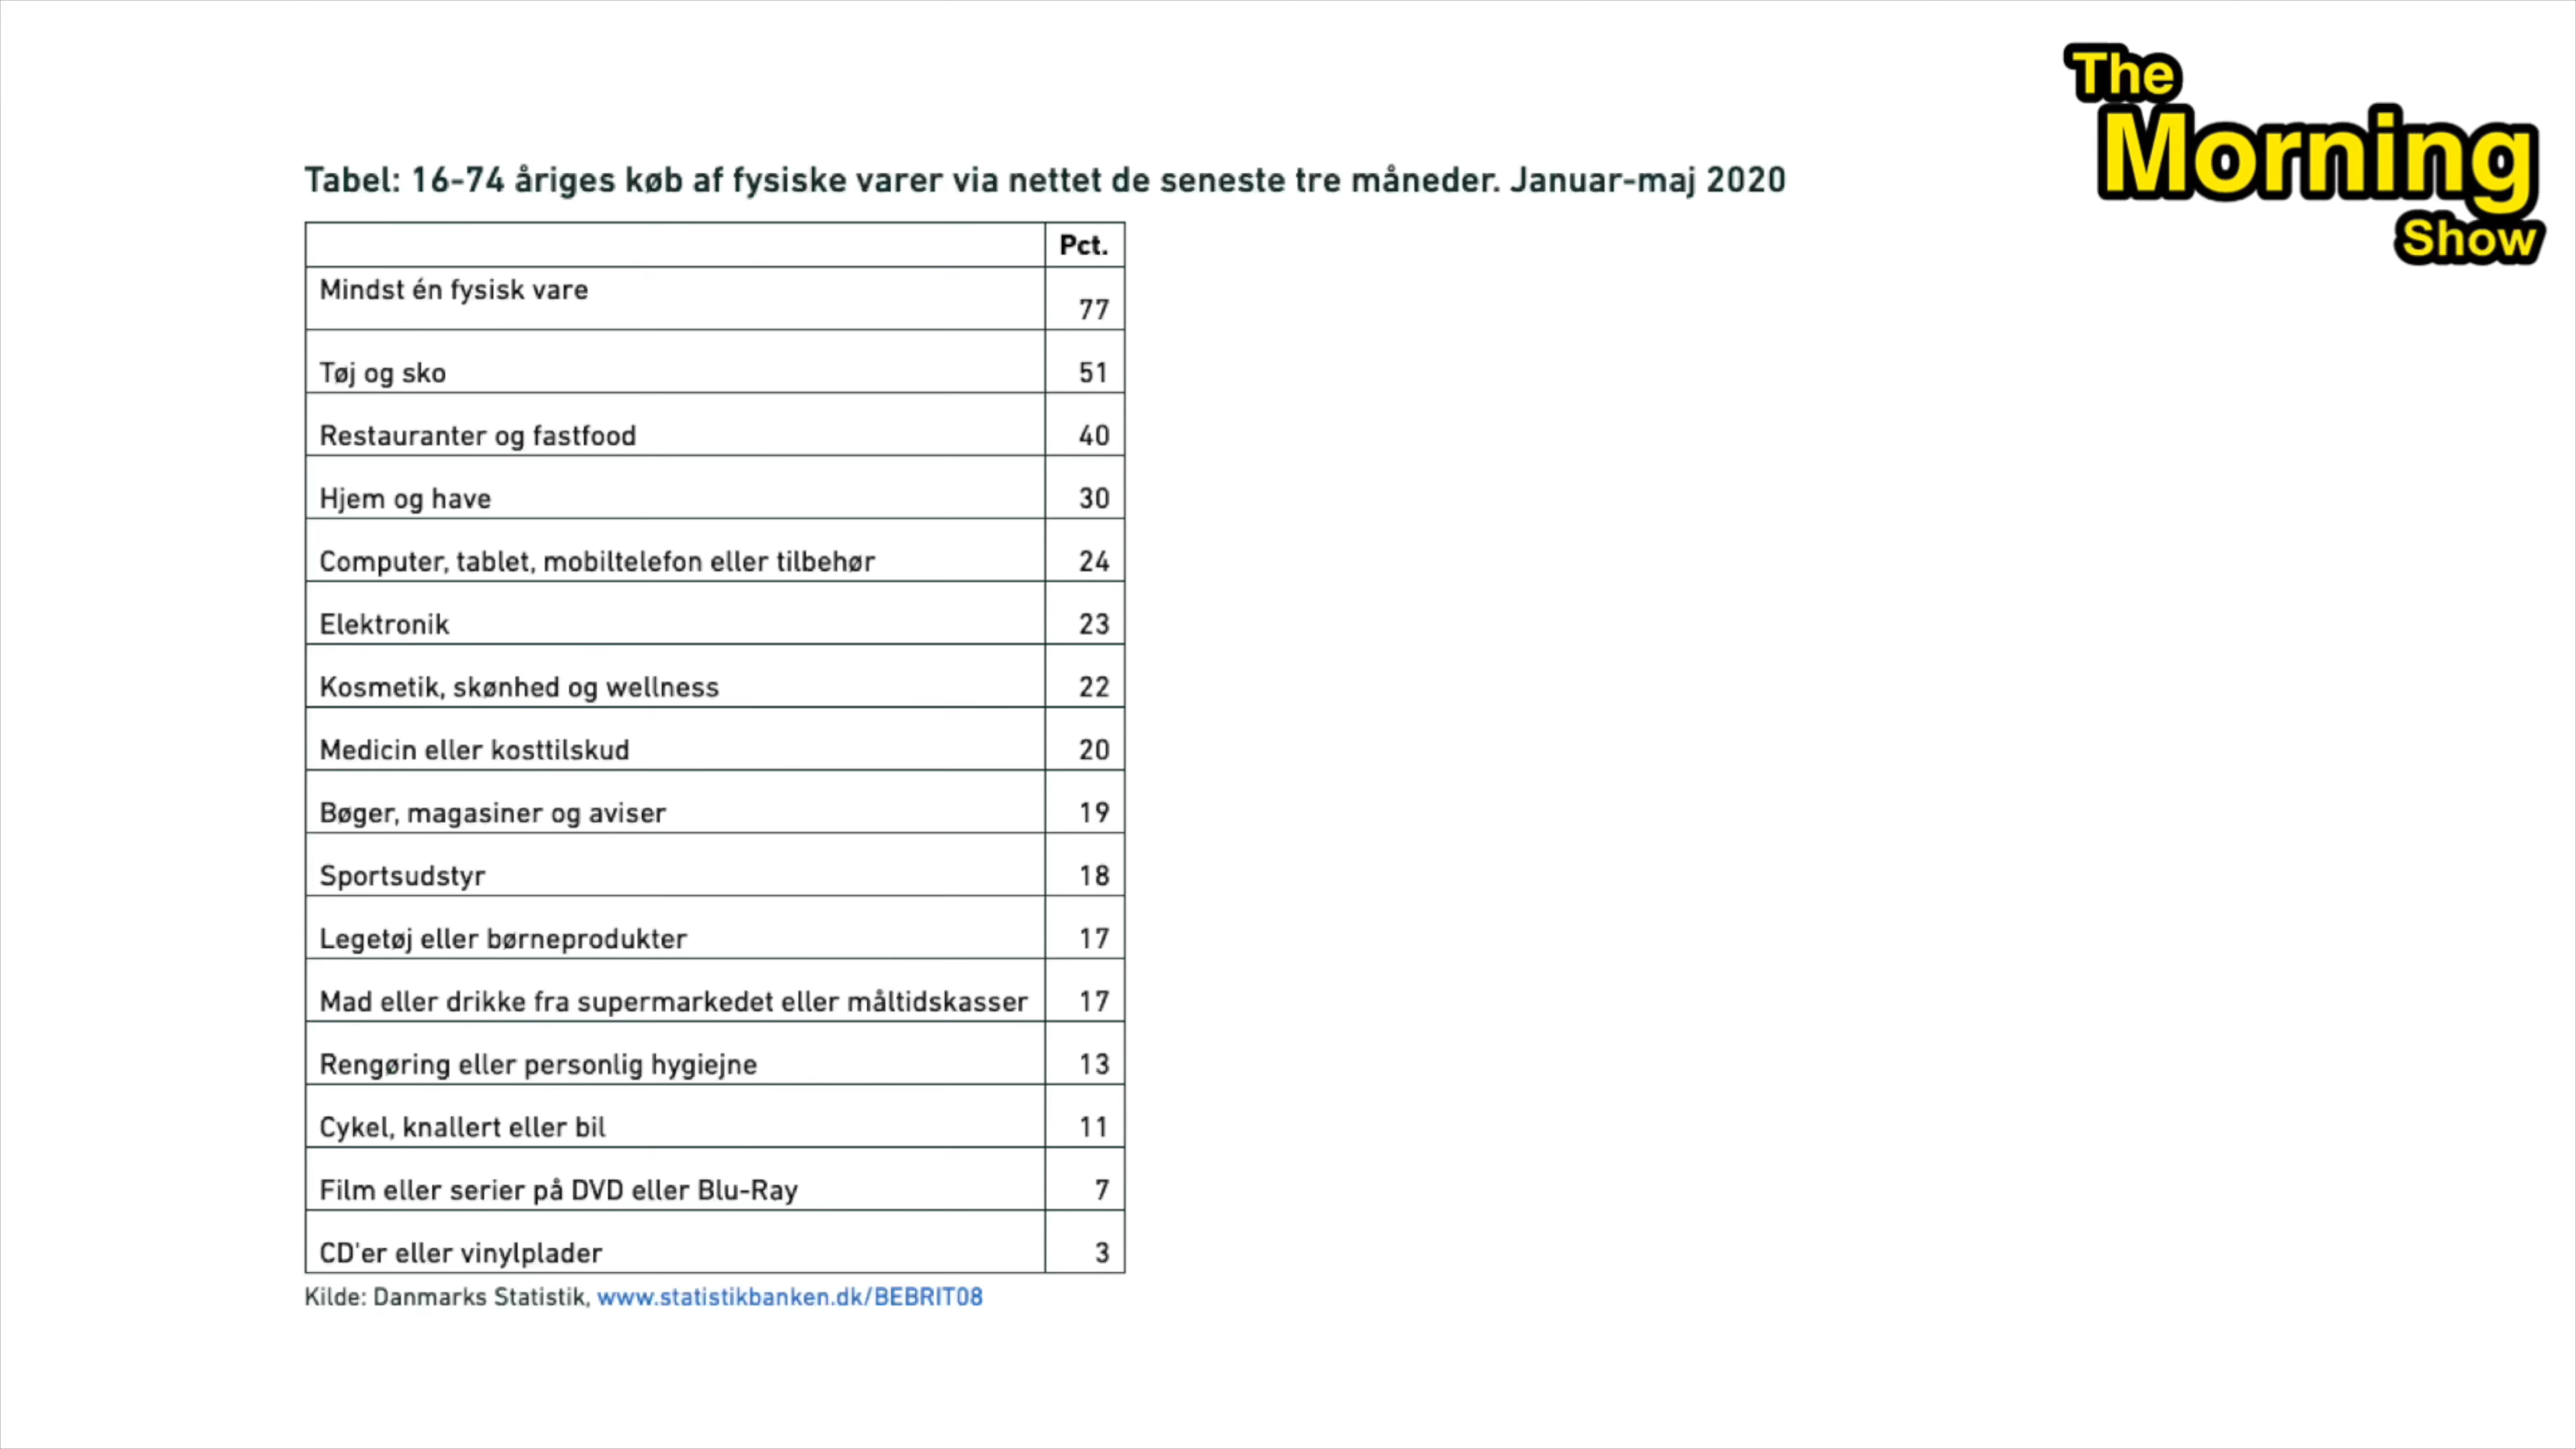 The
Morning
Show
Tabel: 16-74 åriges køb af fysiske varer via nettet de seneste tre måneder. Januar-maj 2020
Pct.
Mindst én fysisk vare 77
Tøj og sko 51
Restauranter og fastfood 40
Hjem og have 30
Computer, tablet, mobiltelefon eller tilbehør 24
Elektronik 23
Kosmetik, skønhed og wellness 22
Medicin eller kosttilskud 20
Bøger, magasiner og aviser 19
Sportsudstyr 18
Legetøj eller børneprodukter 17
Mad eller drikke fra supermarkedet eller måltidskasser 17
Rengøring eller personlig hygiejne 13
Cykel, knallert eller bil 11
Film eller serier på DVD eller Blu-Ray 7
CD'er eller vinylplader 3
Kilde: Danmarks Statistik, www.statistikbanken.dk/BEBRIT08